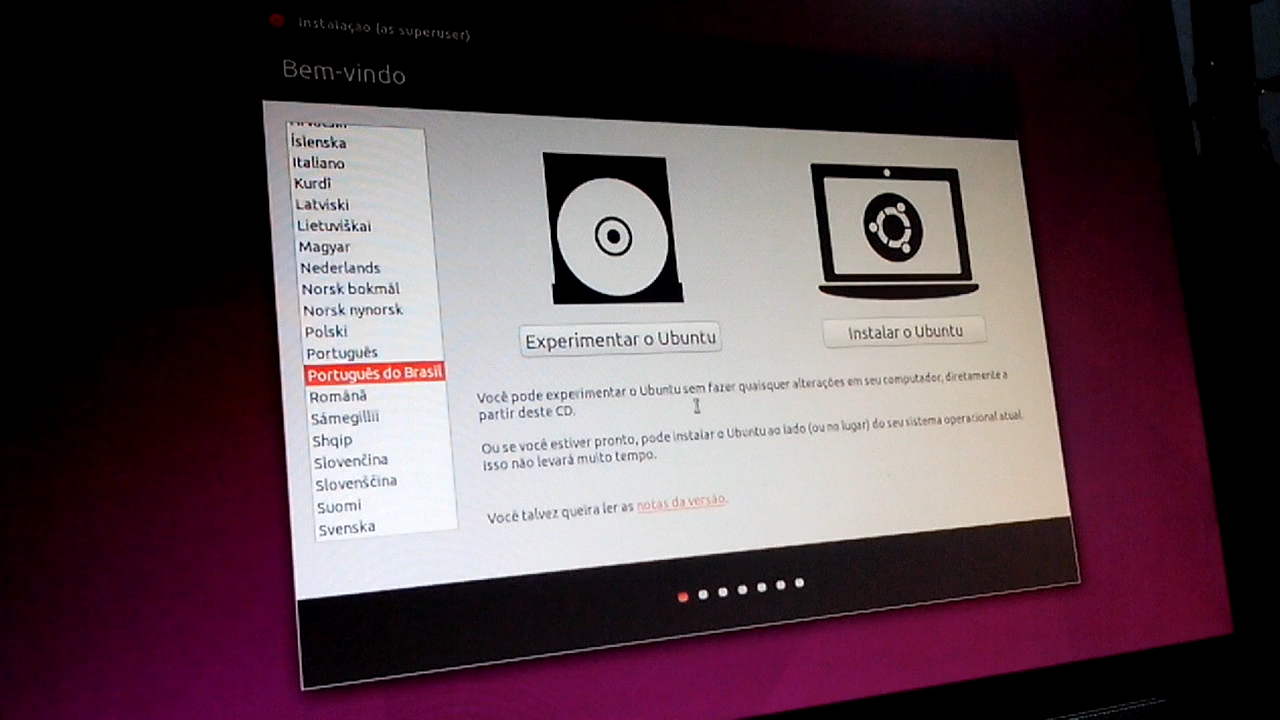 Instalação (as superuser)
Bem-vindo
Íslenska
Italiano
Kurdî
Latviski
Lietuviškai
Magyar
Nederlands
Norsk bokmål
Norsk nynorsk
Polski
Português
Português do Brasil
Română
Sámegillii
Shqip
Slovenčina
Slovenščina
Suomi
Svenska
Experimentar o Ubuntu
Instalar o Ubuntu
Você pode experimentar o Ubuntu sem fazer quaisquer alterações em seu computador, diretamente a
partir deste CD.
Ou se você estiver pronto, pode instalar o Ubuntu ao lado (ou no lugar) do seu sistema operacional atual.
Isso não levará muito tempo.
Você talvez queira ler as notas da versão.